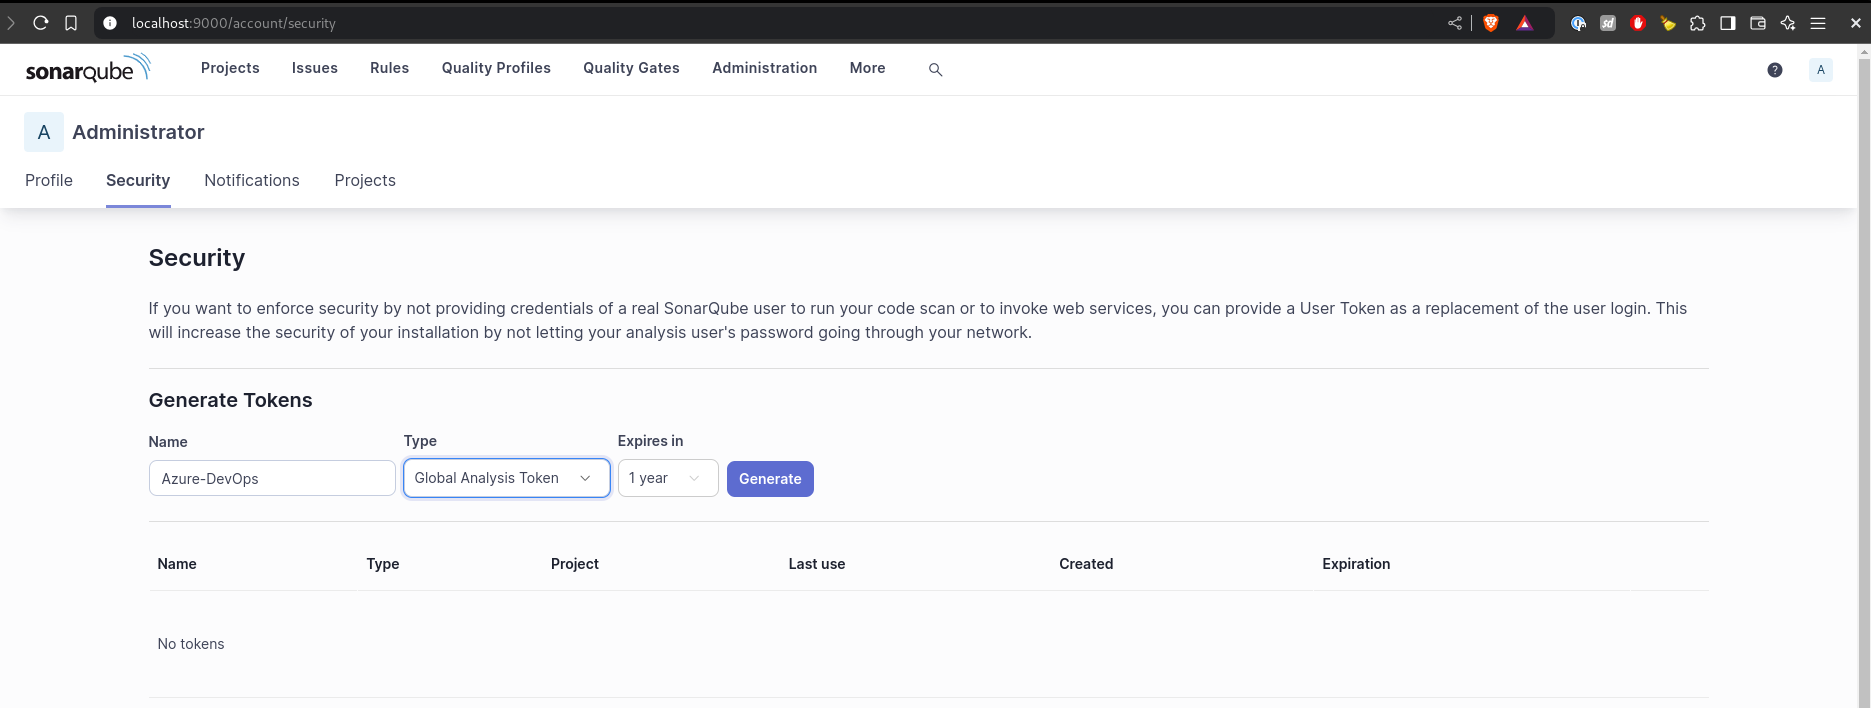 localhost:9000/account/security
sonarqube
Projects Issues Rules Quality Profiles Quality Gates Administration More
? A
A Administrator
Profile Security Notifications Projects
Security
If you want to enforce security by not providing credentials of a real SonarQube user to run your code scan or to invoke web services, you can provide a User Token as a replacement of the user login. This
will increase the security of your installation by not letting your analysis user's password going through your network.
Generate Tokens
Name Type Expires in
Azure-DevOps Global Analysis Token 1 year Generate
Name Type Project Last use Created Expiration
No tokens